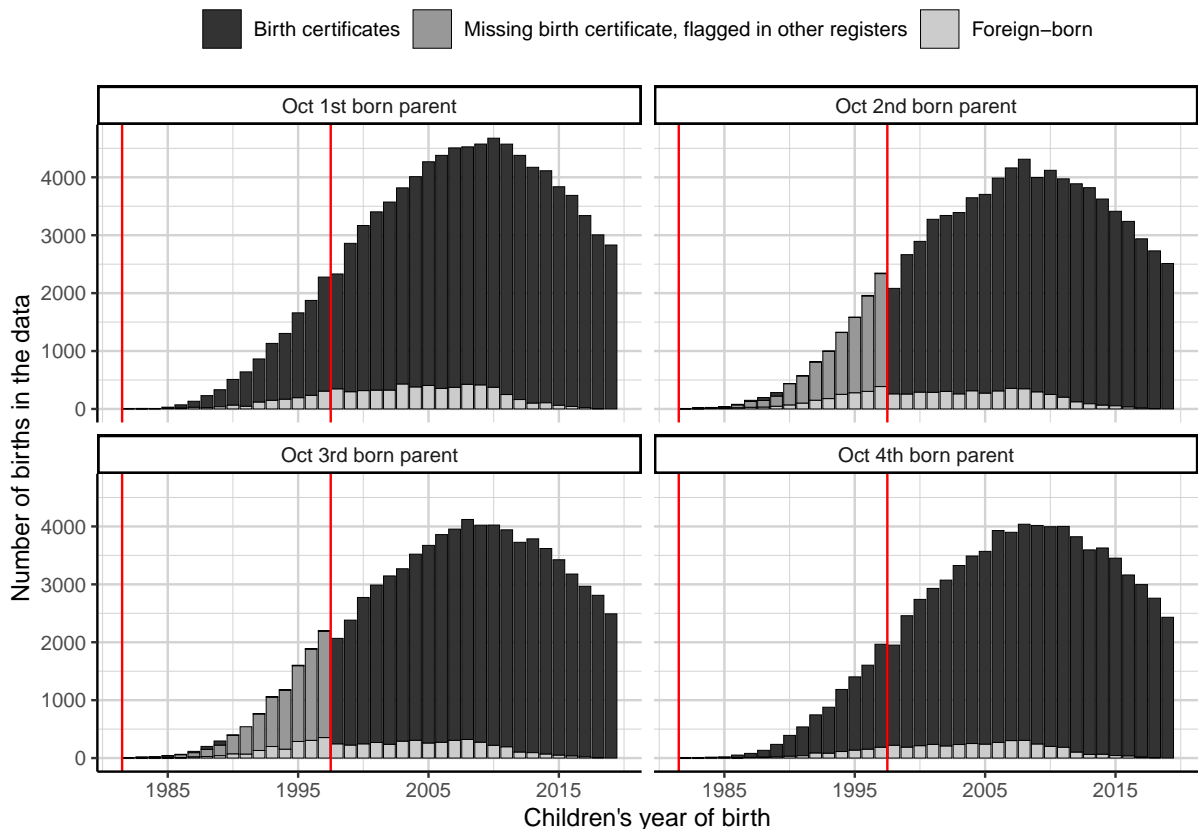 Birth certificates
Missing birth certificate, flagged in other registers
Foreign−born
Oct 1st born parent
Oct 2nd born parent
4000
3000
2000
1000
0
Oct 3rd born parent
Oct 4th born parent
4000
3000
2000
1000
0
1985
1995
2005
2015
1985
1995
2005
2015
Number of births in the data
Children's year of birth